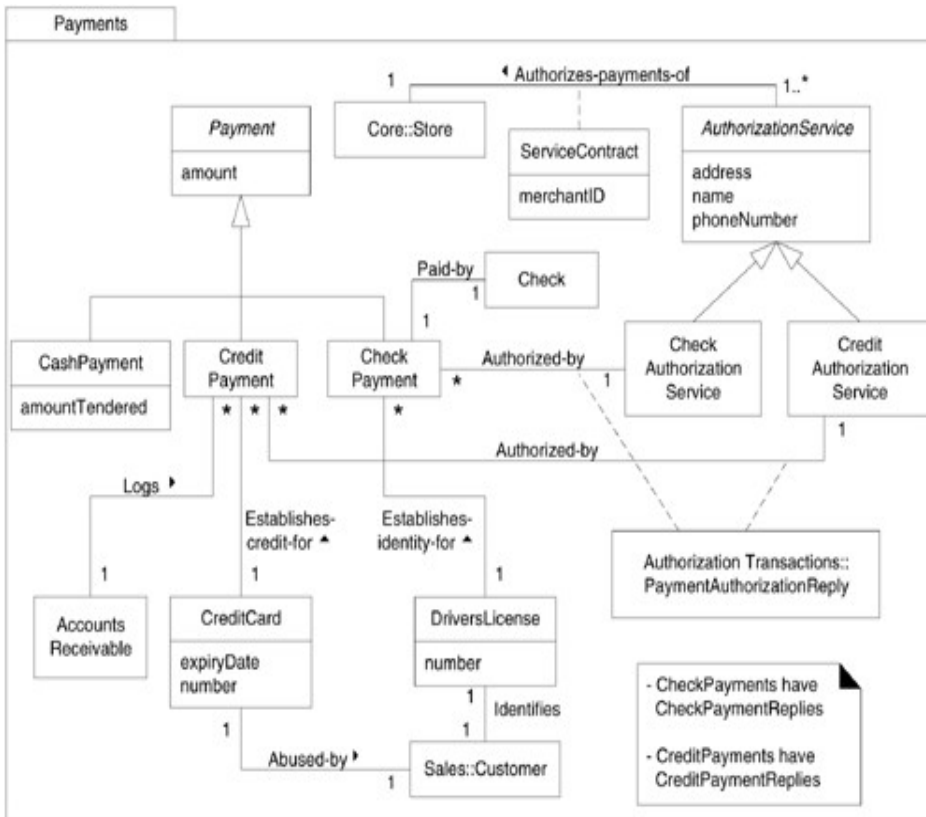 Payments
1
Authorizes-payments-of
1..*
Payment
amount
Core::Store
ServiceContract
merchantID
AuthorizationService
address
name
phoneNumber
Paid-by
1
Check
1
CashPayment
amountTendered
Credit
Payment
Check
Payment
Authorized-by
*
1
Check
Authorization
Service
Credit
Authorization
Service
*
*
*
*
1
Authorized-by
Logs
Establishes-
credit-for
Establishes-
identity-for
Authorization Transactions::
PaymentAuthorizationReply
1
1
1
Accounts
Receivable
CreditCard
expiryDate
number
DriversLicense
number
1
1
Identifies
1
Abused-by
1
Sales::Customer
- CheckPayments have
CheckPaymentReplies
- CreditPayments have
CreditPaymentReplies